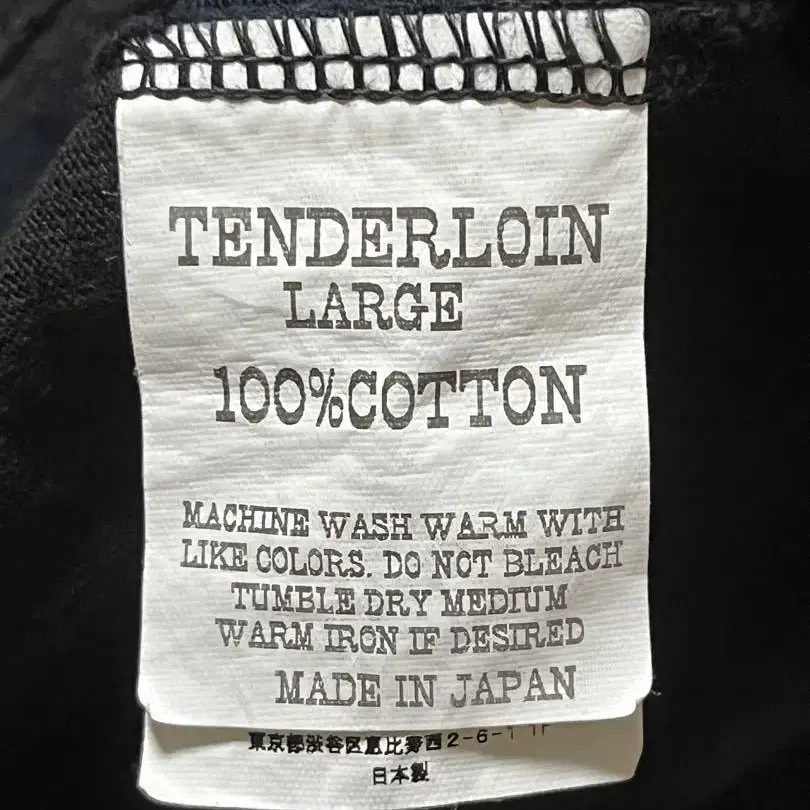 TENDERLOIN
LARGE
100%COTTON
MACHINE WASH WARM WITH
LIKE COLORS. DO NOT BLEACH
TUMBLE DRY MEDIUM
WARM IRON IF DESIRED
MADE IN JAPAN
東京都渋谷区恵比寿西2-6-1 1F
日本製